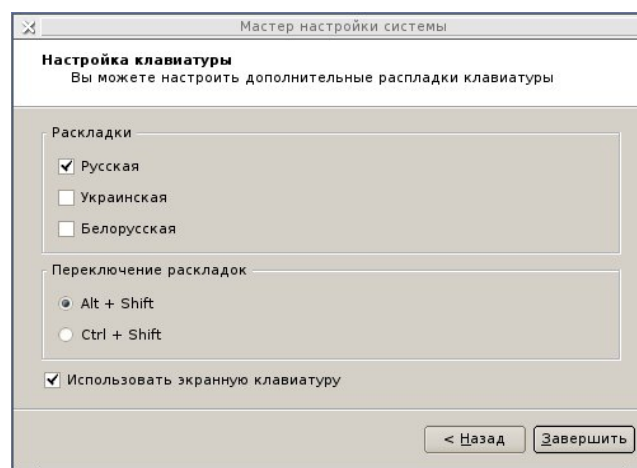 Мастер настройки системы
Настройка клавиатуры
Вы можете настроить дополнительные распладки клавиатуры
Раскладки
Русская
Украинская
Белорусская
Переключение раскладок
Alt + Shift
Ctrl + Shift
Использовать экранную клавиатуру
< Назад
Завершить